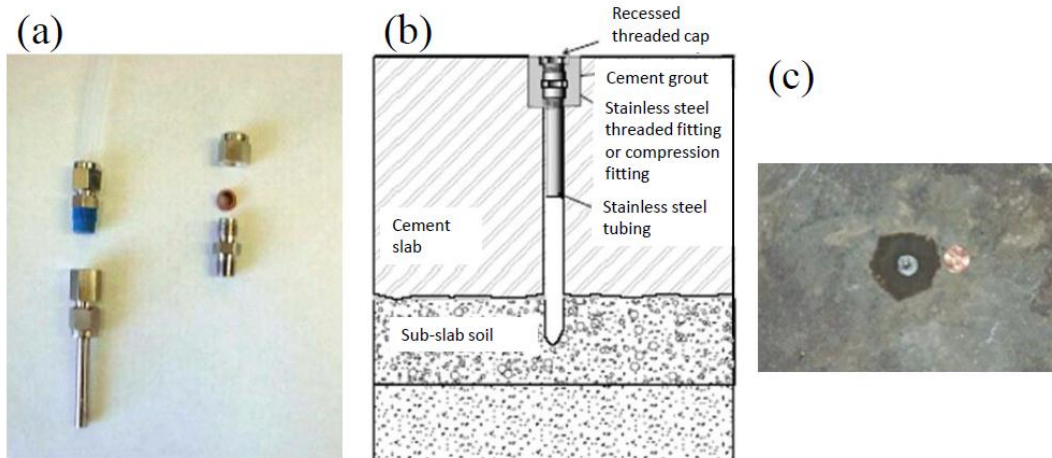 (a)
(b)
Recessed
threaded cap
Cement grout
Stainless steel
threaded fitting
or compression
fitting
Stainless steel
tubing
Cement
slab
Sub-slab soil
(c)